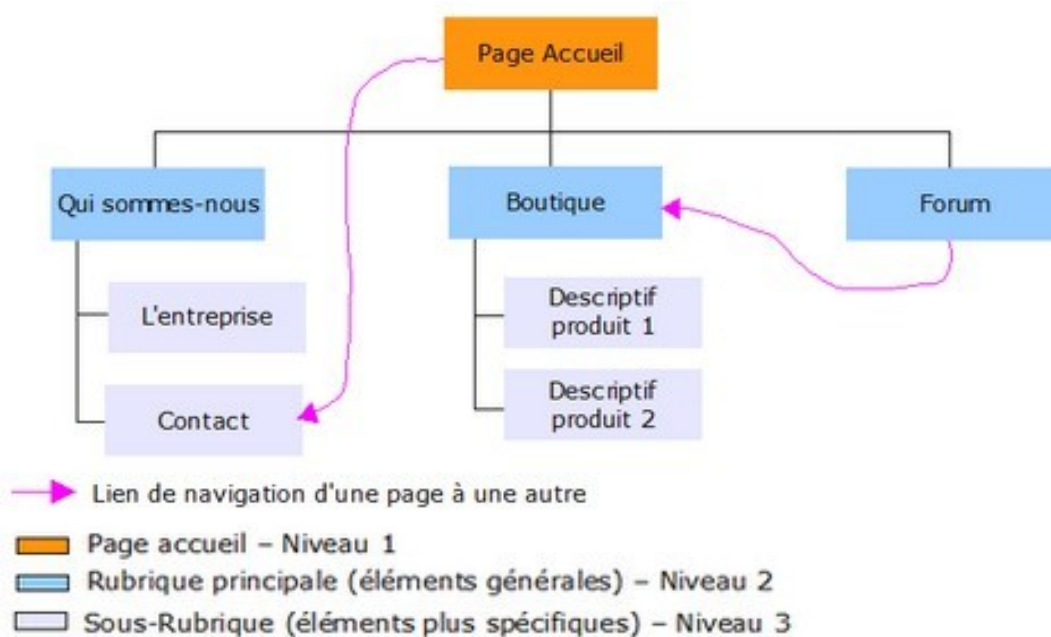 Page Accueil
Qui sommes-nous
Boutique
Forum
L'entreprise
Descriptif
produit 1
Contact
Descriptif
produit 2
Lien de navigation d'une page à une autre
Page accueil – Niveau 1
Rubrique principale (éléments générales) – Niveau 2
Sous-Rubrique (éléments plus spécifiques) – Niveau 3